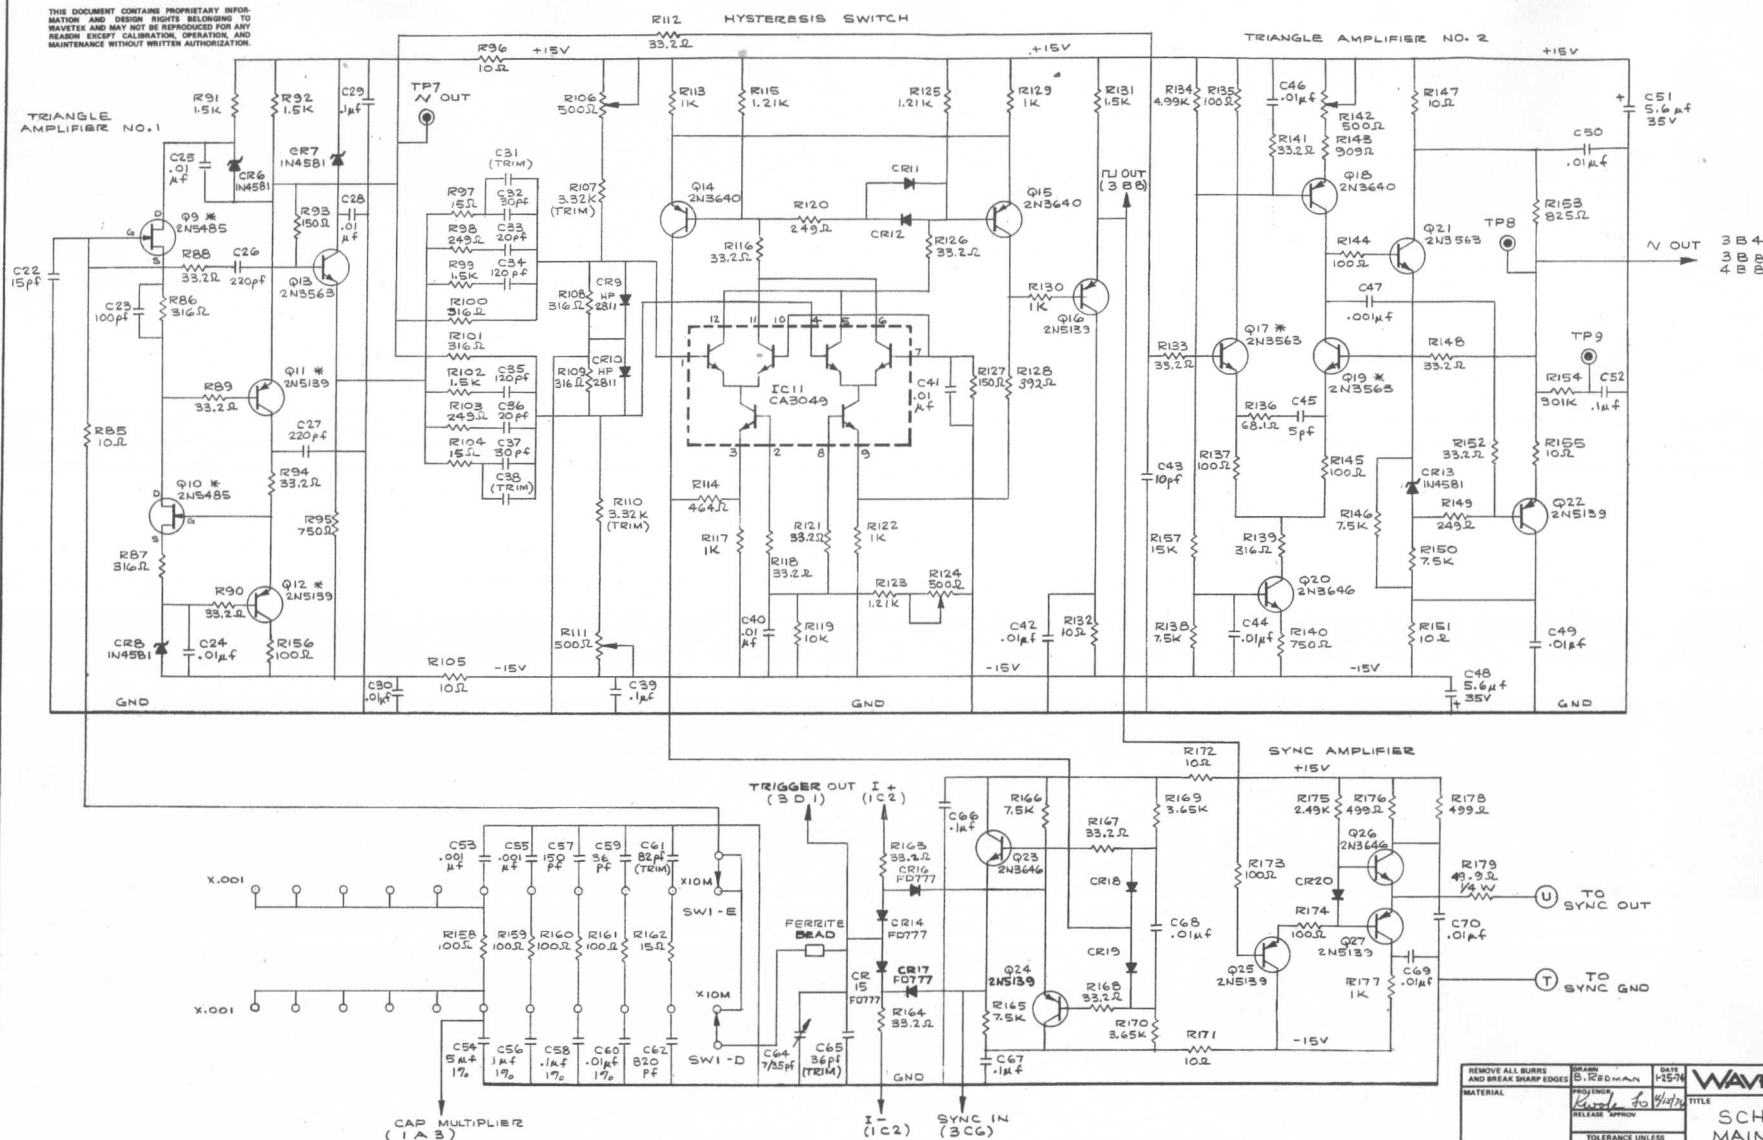 THIS DOCUMENT CONTAINS PROPRIETARY INFOR-
MATION AND DESIGN RIGHTS BELONGING TO
WAVETEK AND MAY NOT BE REPRODUCED FOR ANY
REASON EXCEPT CALIBRATION, OPERATION, AND
MAINTENANCE WITHOUT WRITTEN AUTHORIZATION.
R112
33.2Ω
HYSTERESIS SWITCH
TRIANGLE AMPLIFIER NO. 2
TRIANGLE
AMPLIFIER NO.1
R96
10Ω
+15V
+15V
+15V
R91
1.5K
R92
1.5K
C29
.1μf
TP7
OUT
R106
500Ω
R113
1K
R115
1.21K
R125
1.21K
R129
1K
R131
1.5K
R134
4.99K
R135
100Ω
C46
.01μf
R142
500Ω
R147
10Ω
C51
5.6μf
35V
C25
.01
μf
CR6
1N4581
CR7
1N4581
C31
(TRIM)
R141
33.2Ω
R143
909Ω
C50
.01μf
R97
15Ω
C32
30pf
R107
3.32K
(TRIM)
Q14
2N3640
CR11
Q15
2N3640
OUT
(3B8)
Q18
2N3640
Q9 *
2N5485
D
G
S
R93
150Ω
C28
.01
μf
R98
249Ω
C33
20pf
R120
249Ω
CR12
R153
825Ω
R88
33.2Ω
C26
220pf
Q13
2N3563
R99
1.5K
C34
120pf
R116
33.2Ω
R126
33.2Ω
R144
100Ω
Q21
2N3563
TP8
OUT
3B4
3B8
4B8
C22
15pf
C23
100pf
R86
316Ω
R100
316Ω
R108
316Ω
CR9
HP
2811
R130
1K
Q16
2N5139
C47
.001μf
R101
316Ω
12
11
10
4
5
6
1
7
R109
316Ω
CR10
HP
2811
IC11
CA3049
3
2
8
9
Q17 *
2N3563
Q19 *
2N3563
R148
33.2Ω
TP9
R89
33.2Ω
Q11 *
2N5139
R102
1.5K
C35
120pf
C41
.01
μf
R127
150Ω
R128
392Ω
R133
33.2Ω
R154
301K
C52
.1μf
R85
10Ω
C27
220pf
R103
249Ω
C36
20pf
R136
68.1Ω
C45
5pf
R104
15Ω
C37
30pf
C38
(TRIM)
R137
100Ω
R145
100Ω
R152
33.2Ω
R155
10Ω
Q10 *
2N5485
D
G
S
R94
33.2Ω
R95
750Ω
R110
3.32K
(TRIM)
R114
464Ω
C43
10pf
CR13
1N4581
R146
7.5K
R149
249Ω
Q22
2N5139
R87
316Ω
R117
1K
R121
33.2Ω
R122
1K
R118
33.2Ω
R157
15K
R139
316Ω
R150
7.5K
R90
33.2Ω
Q12 *
2N5139
R123
1.21K
R124
500Ω
Q20
2N3646
CR8
1N4581
C24
.01μf
R156
100Ω
R111
500Ω
C40
.01
μf
R119
10K
C42
.01μf
R132
10Ω
R138
7.5K
C44
.01μf
R140
750Ω
R151
10Ω
C49
.01μf
R105
10Ω
-15V
-15V
-15V
C30
.01μf
C39
.1μf
C48
5.6μf
35V
GND
GND
GND
TRIGGER OUT
(3D1)
I+
(1C2)
R172
10Ω
SYNC AMPLIFIER
+15V
C66
.1μf
R166
7.5K
R169
3.65K
R175
2.49K
R176
499Ω
R178
499Ω
R167
33.2Ω
C53
.001
μf
C55
.001
μf
C57
150
pf
C59
36
pf
C61
82pf
(TRIM)
R163
33.2Ω
CR16
FD777
Q23
2N3646
Q26
2N3646
R179
49.9Ω
1/4W
X.001
X10M
SW1-E
CR18
R173
100Ω
CR20
U
TO
SYNC OUT
FERRITE
BEAD
CR14
FD777
R174
100Ω
C70
.01μf
R158
100Ω
R159
100Ω
R160
100Ω
R161
100Ω
R162
15Ω
C68
.01μf
CR19
Q27
2N5139
CR
15
FD777
CR17
FD777
Q24
2N5139
Q25
2N5139
C69
.01μf
T
TO
SYNC GND
X.001
X10M
R168
33.2Ω
R177
1K
R164
33.2Ω
R165
7.5K
R170
3.65K
R171
10Ω
-15V
C54
5μf
1%
C56
1μf
1%
C58
.1μf
1%
C60
.01μf
1%
C62
820
pf
SW1-D
C64
7/35pf
C65
36pf
(TRIM)
C67
.1μf
GND
CAP MULTIPLIER
(1A3)
I-
(1C2)
SYNC IN
(3C6)
REMOVE ALL BURRS
AND BREAK SHARP EDGES
DRAWN
B. REDMAN
DATE
1-25-74
WAV
MATERIAL
PROJ ENGR
TITLE
RELEASE APPROV
SCH
MAIN
TOLERANCE UNLESS